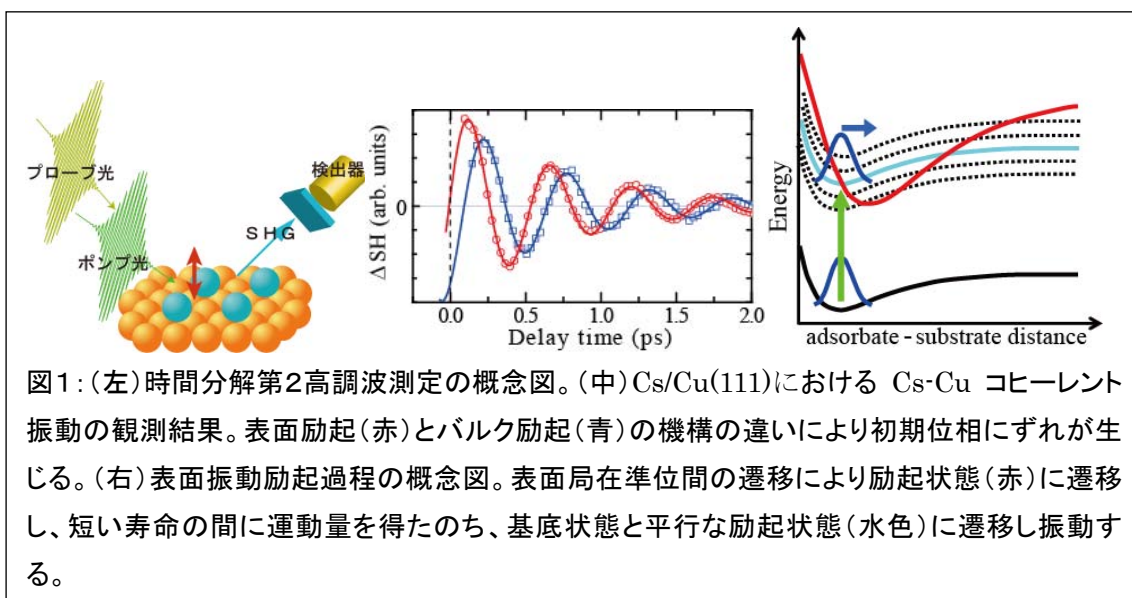 プローブ光
ポンプ光
SHG
検出器
ΔSH (arb. units)
0
0.0 0.5 1.0 1.5 2.0
Delay time (ps)
Energy
adsorbate - substrate distance
図1:(左)時間分解第2高調波測定の概念図。(中)Cs/Cu(111)における Cs-Cu コヒーレント
振動の観測結果。表面励起(赤)とバルク励起(青)の機構の違いにより初期位相にずれが生
じる。(右)表面振動励起過程の概念図。表面局在準位間の遷移により励起状態(赤)に遷移
し、短い寿命の間に運動量を得たのち、基底状態と平行な励起状態(水色)に遷移し振動す
る。